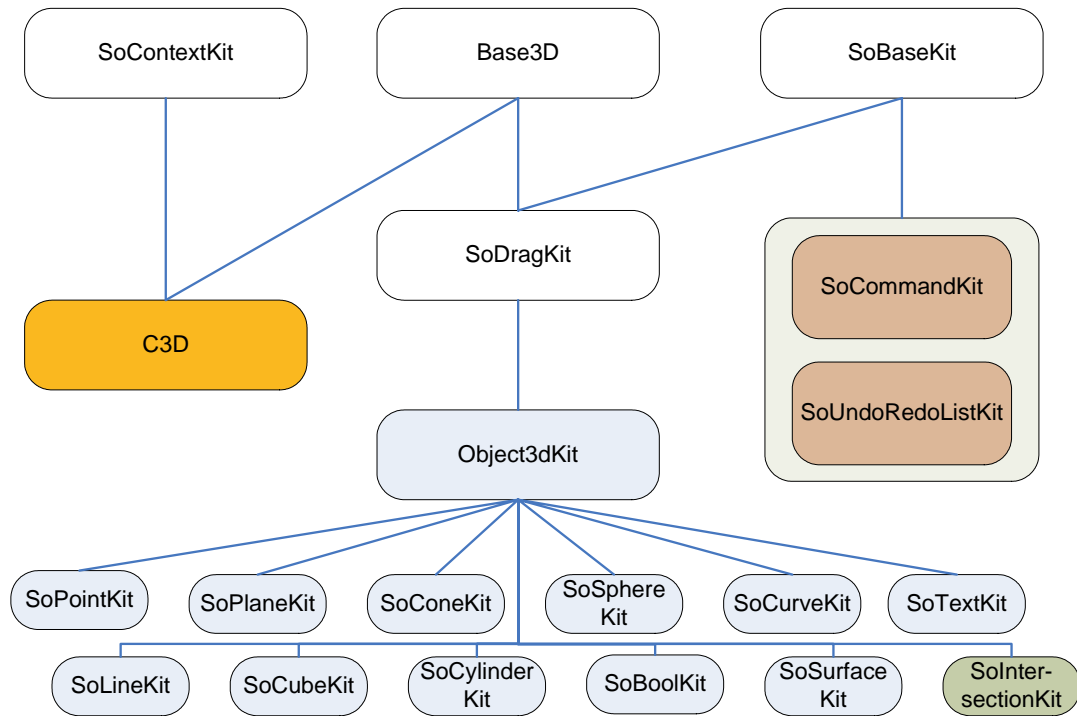 SoContextKit
Base3D
SoBaseKit
SoDragKit
SoCommandKit
C3D
SoUndoRedoListKit
Object3dKit
SoPointKit
SoPlaneKit
SoConeKit
SoSphere
Kit
SoCurveKit
SoTextKit
SoLineKit
SoCubeKit
SoCylinder
Kit
SoBoolKit
SoSurface
Kit
SoInter-
sectionKit